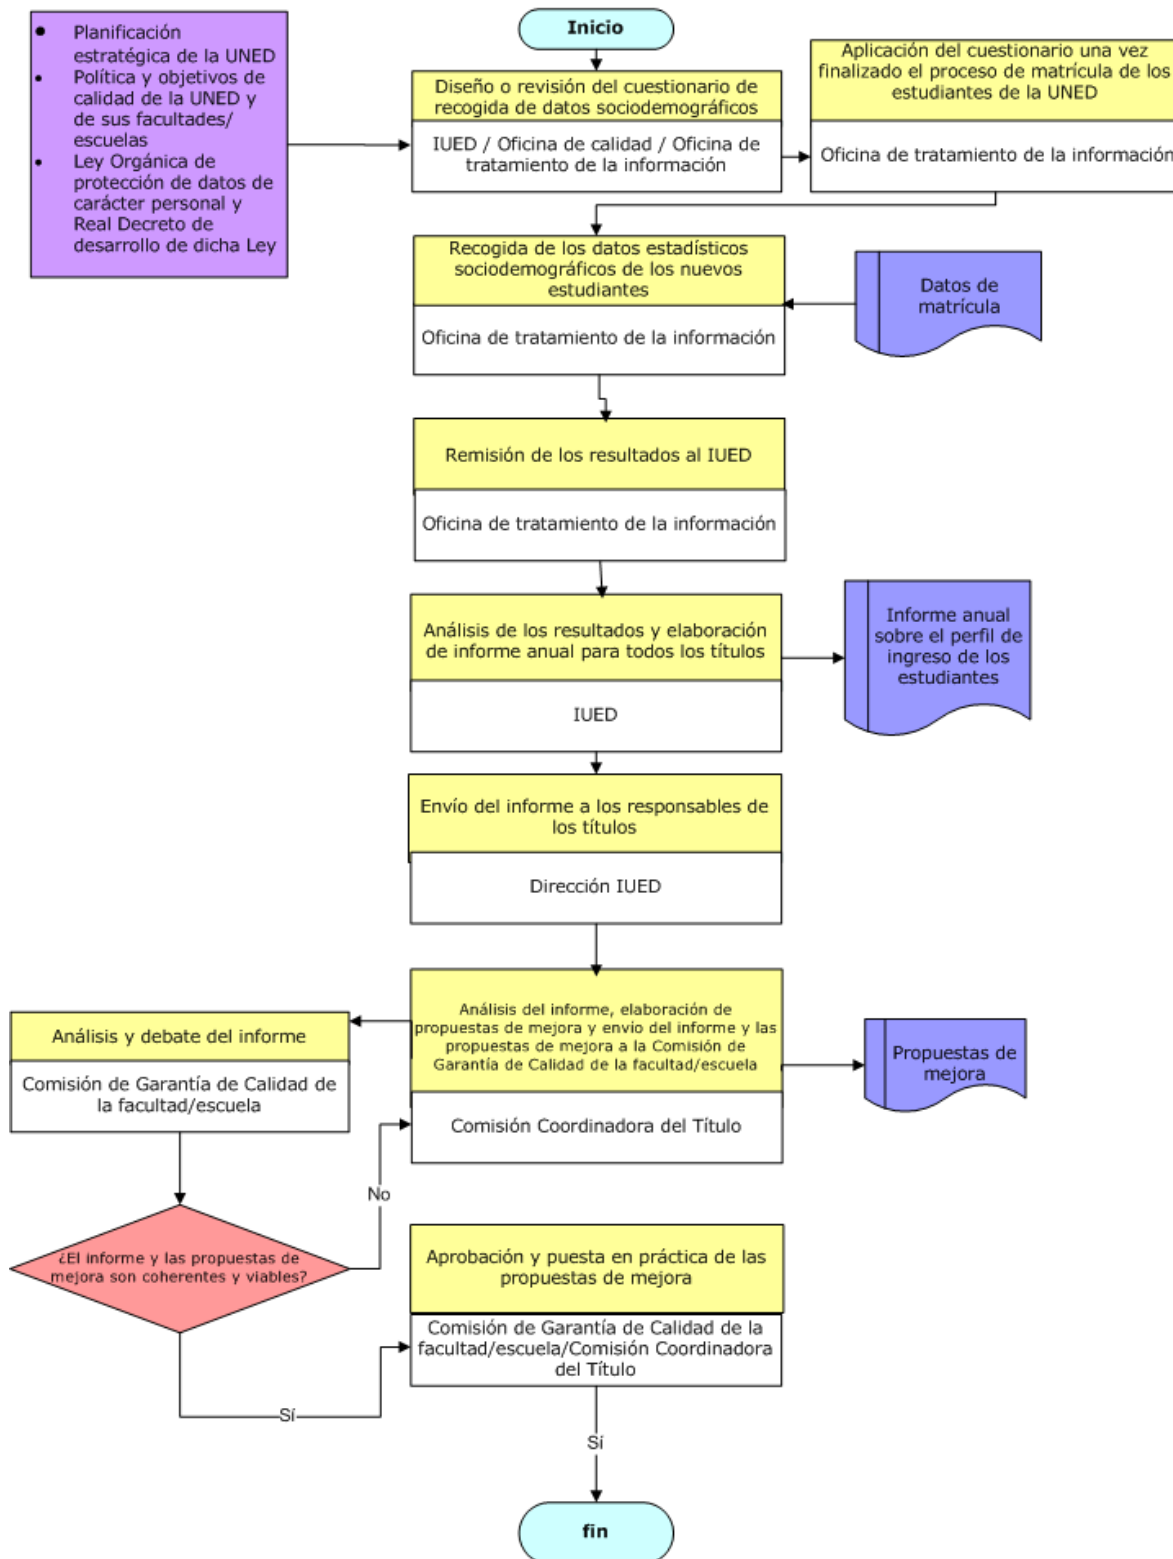 Inicio
Planificación
estratégica de la UNED
Política y objetivos de
calidad de la UNED y
de sus facultades/
escuelas
Ley Orgánica de
protección de datos de
carácter personal y
Real Decreto de
desarrollo de dicha Ley
Diseño o revisión del cuestionario de
recogida de datos sociodemográficos
IUED / Oficina de calidad / Oficina de
tratamiento de la información
Aplicación del cuestionario una vez
finalizado el proceso de matrícula de los
estudiantes de la UNED
Oficina de tratamiento de la información
Recogida de los datos estadísticos
sociodemográficos de los nuevos
estudiantes
Oficina de tratamiento de la información
Datos de
matrícula
Remisión de los resultados al IUED
Oficina de tratamiento de la información
Análisis de los resultados y elaboración
de informe anual para todos los títulos
IUED
Informe anual
sobre el perfil de
ingreso de los
estudiantes
Envío del informe a los responsables de
los títulos
Dirección IUED
Análisis del informe, elaboración de
propuestas de mejora y envio del informe y las
propuestas de mejora a la Comisión de
Garantía de Calidad de la facultad/escuela
Comisión Coordinadora del Título
Propuestas de
mejora
Análisis y debate del informe
Comisión de Garantía de Calidad de
la facultad/escuela
No
¿El informe y las propuestas de
mejora son coherentes y viables?
Aprobación y puesta en práctica de las
propuestas de mejora
Comisión de Garantía de Calidad de la
facultad/escuela/Comisión Coordinadora
del Título
Sí
Sí
fin